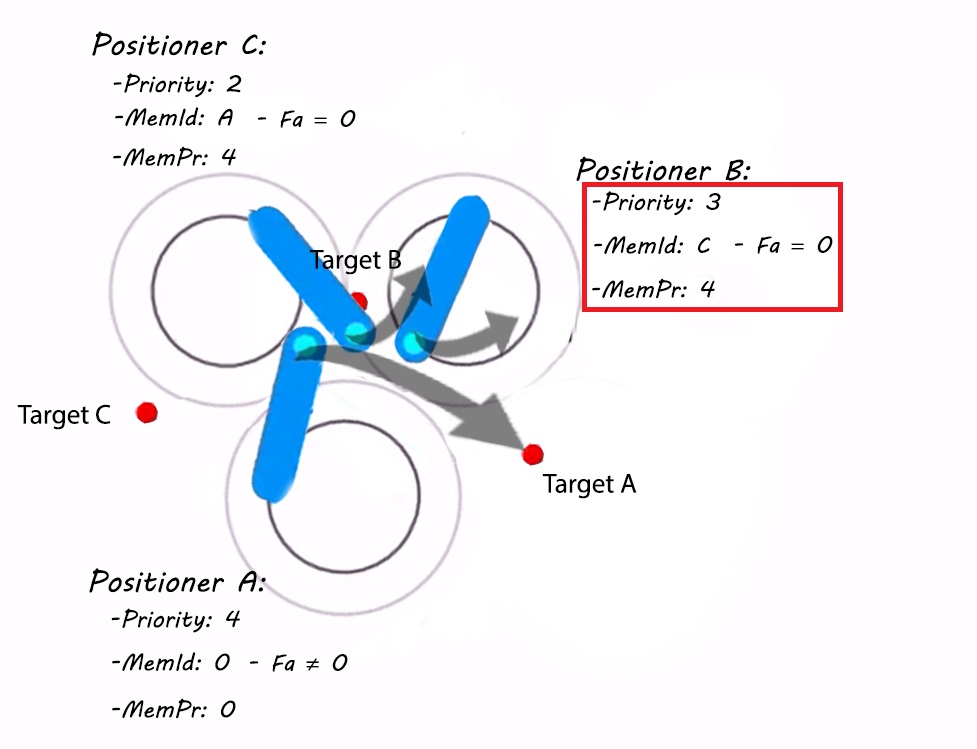 Positioner C:
-Priority: 2
-MemId: A - Fa = 0
-MemPr: 4
Positioner B:
-Priority: 3
-MemId: C - Fa = 0
-MemPr: 4
Target B
Target C
Target A
Positioner A:
-Priority: 4
-MemId: 0 - Fa ≠ 0
-MemPr: 0